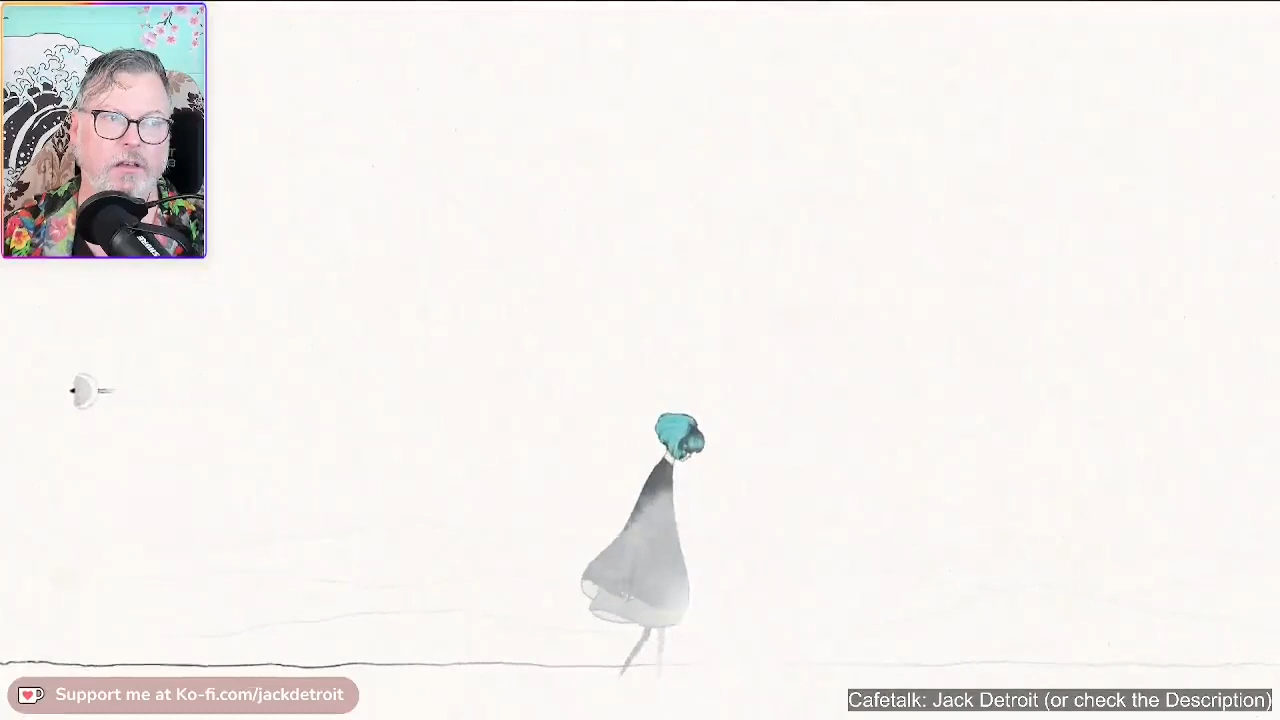 Support me at Ko-fi.com/jackdetroit
Cafetalk: Jack Detroit (or check the Description)